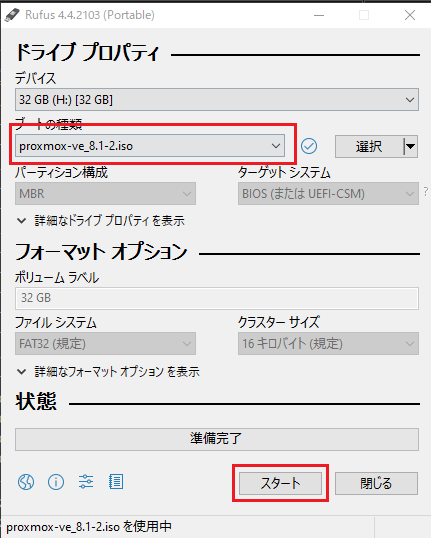 Rufus 4.4.2103 (Portable)
ドライブ プロパティ
デバイス
32 GB (H:) [32 GB]
ブートの種類
proxmox-ve_8.1-2.iso
選択
パーティション構成
ターゲット システム
MBR
BIOS (または UEFI-CSM)
?
詳細なドライブ プロパティを表示
フォーマット オプション
ボリューム ラベル
32 GB
ファイル システム
クラスター サイズ
FAT32 (規定)
16 キロバイト (規定)
詳細なフォーマット オプションを表示
状態
準備完了
スタート
閉じる
proxmox-ve_8.1-2.iso を使用中